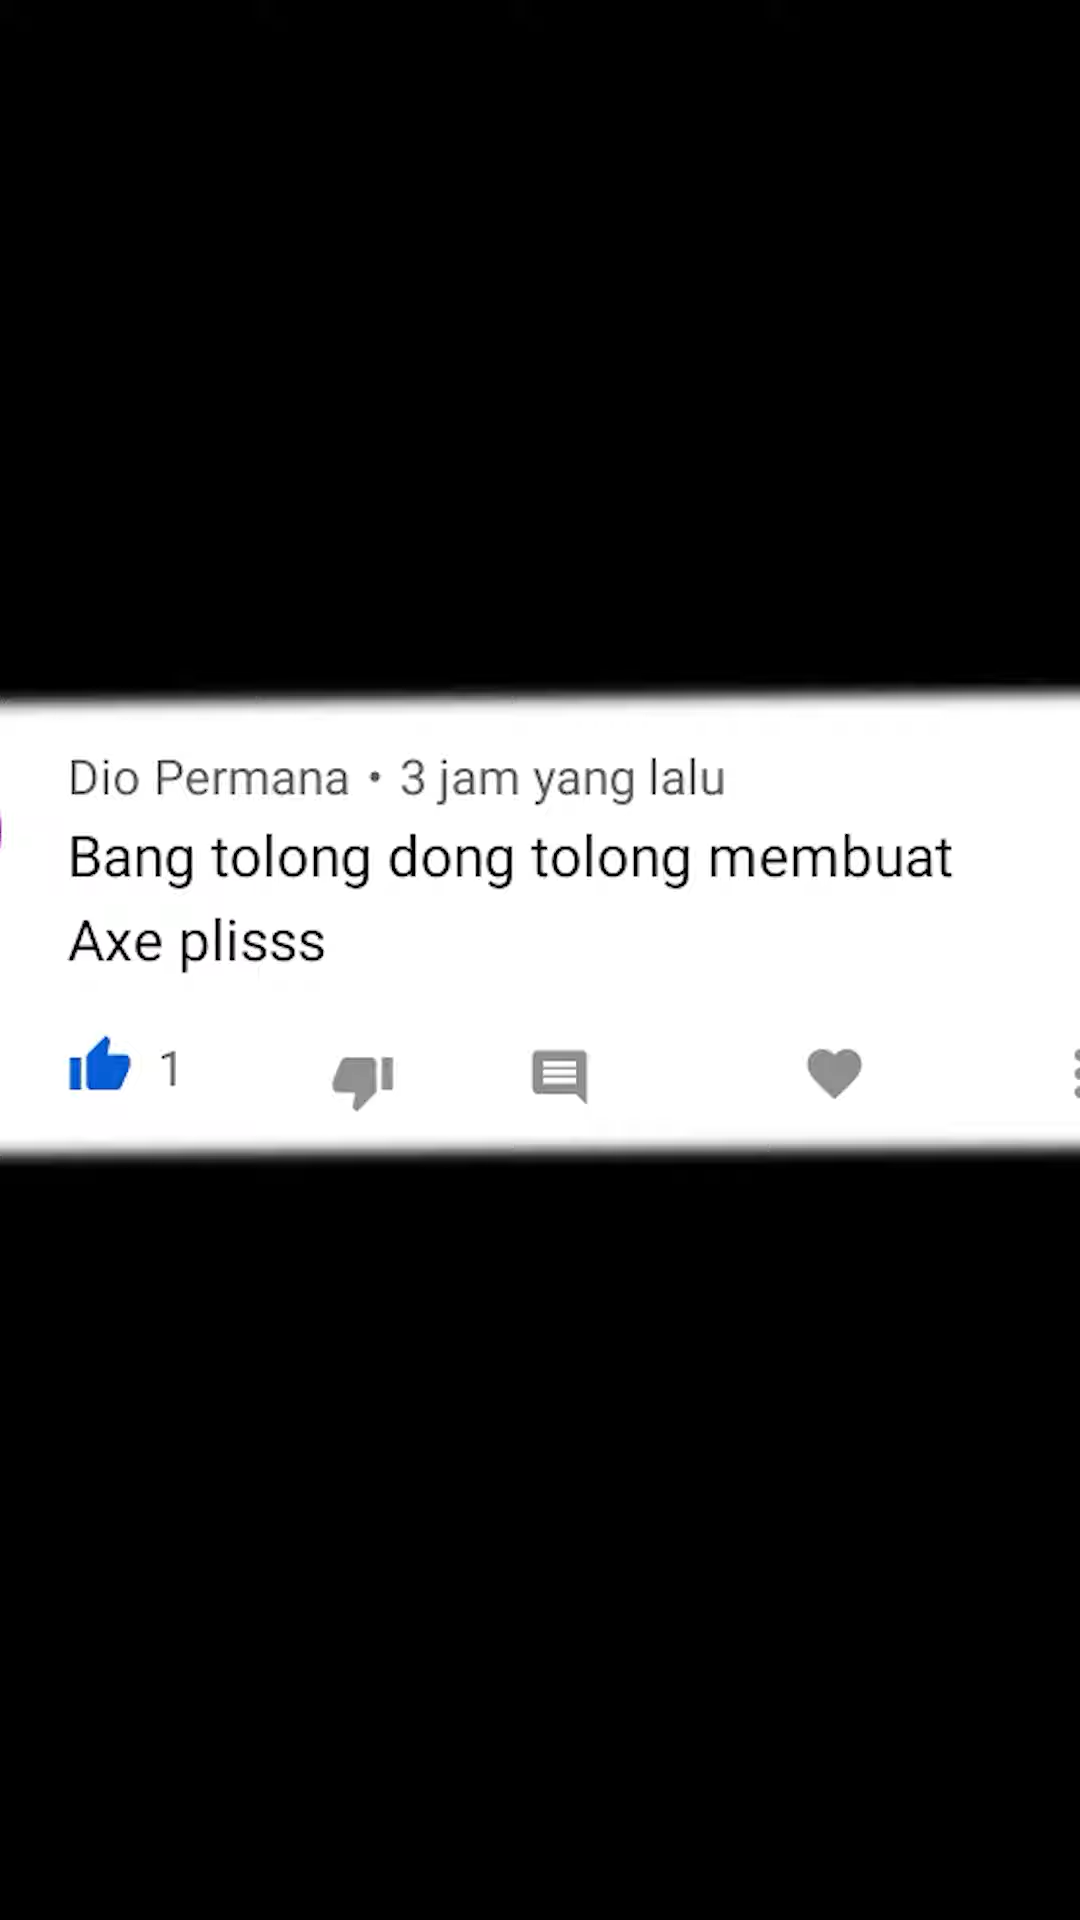 Dio Permana • 3 jam yang lalu
Bang tolong dong tolong membuat
Axe plisss
1